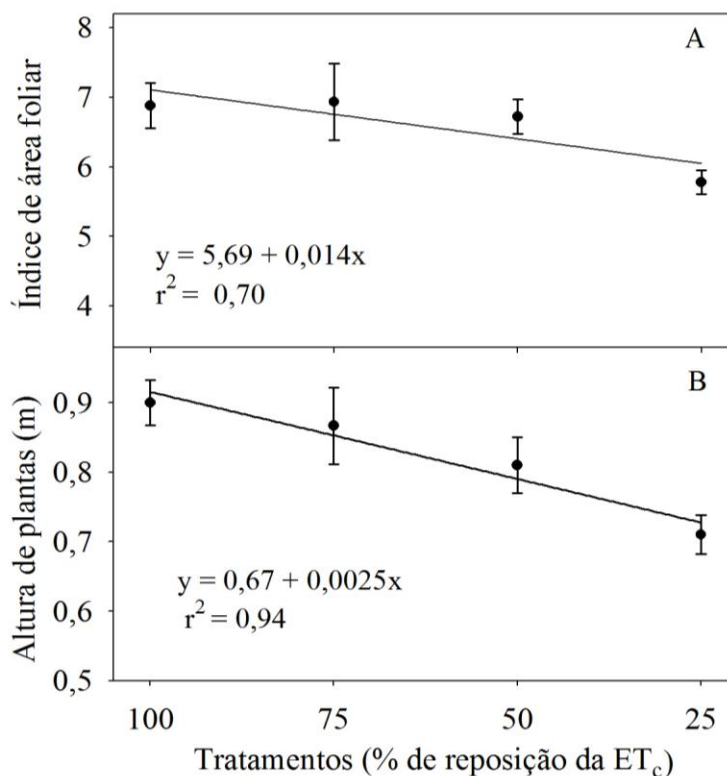 A
Índice de área foliar
8
7
6
5
4
y = 5,69 + 0,014x
r² = 0,70
B
Altura de plantas (m)
0,9
0,8
0,7
0,6
0,5
y = 0,67 + 0,0025x
r² = 0,94
100 75 50 25
Tratamentos (% de reposição da ETc)